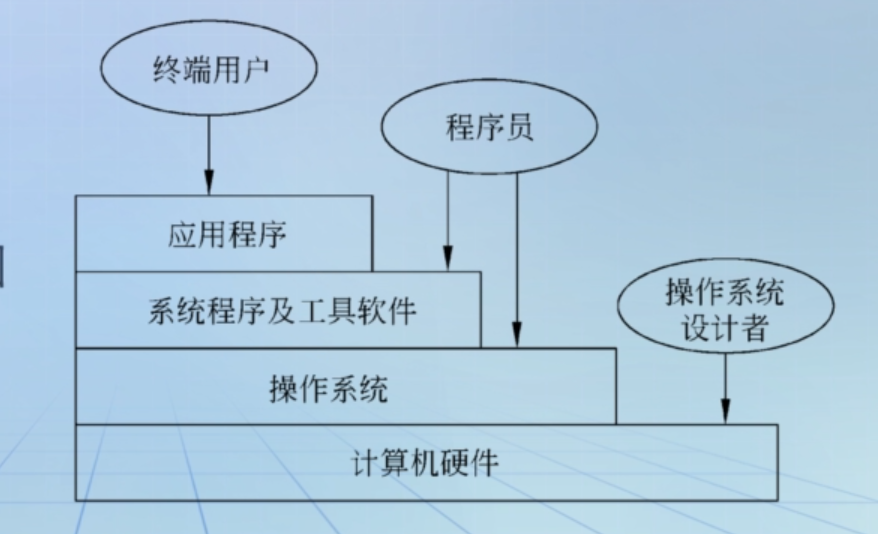 终端用户
程序员
应用程序
操作系统
设计者
系统程序及工具软件
操作系统
计算机硬件